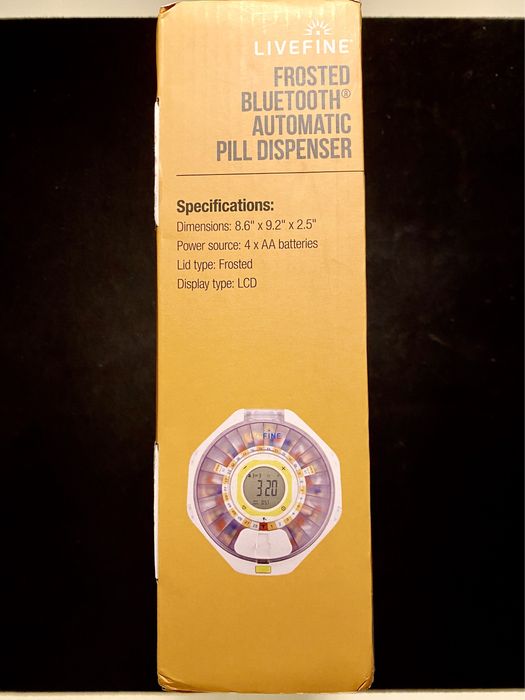 LIVEFINE
FROSTED
BLUETOOTH®
AUTOMATIC
PILL DISPENSER
Specifications:
Dimensions: 8.6" x 9.2" x 2.5"
Power source: 4 x AA batteries
Lid type: Frosted
Display type: LCD
3:20